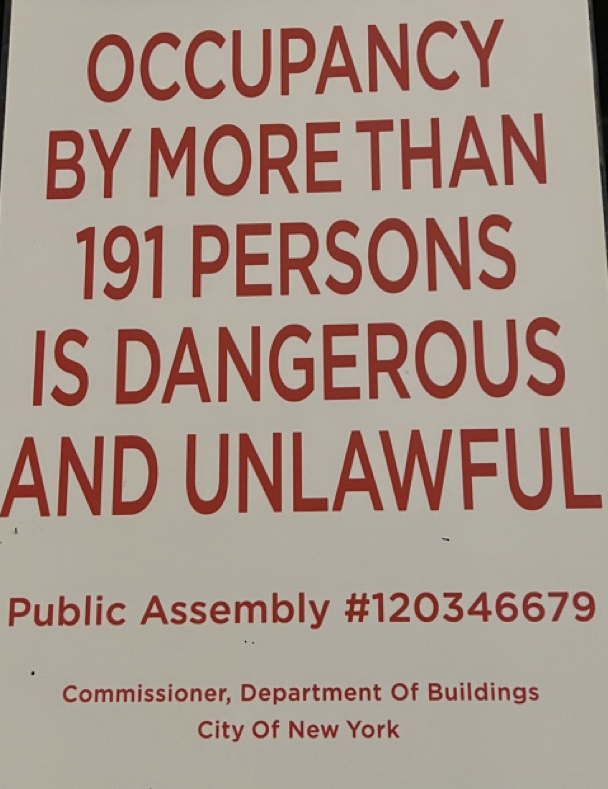 OCCUPANCY
BY MORE THAN
191 PERSONS
IS DANGEROUS
AND UNLAWFUL
Public Assembly #120346679
Commissioner, Department Of Buildings
City Of New York